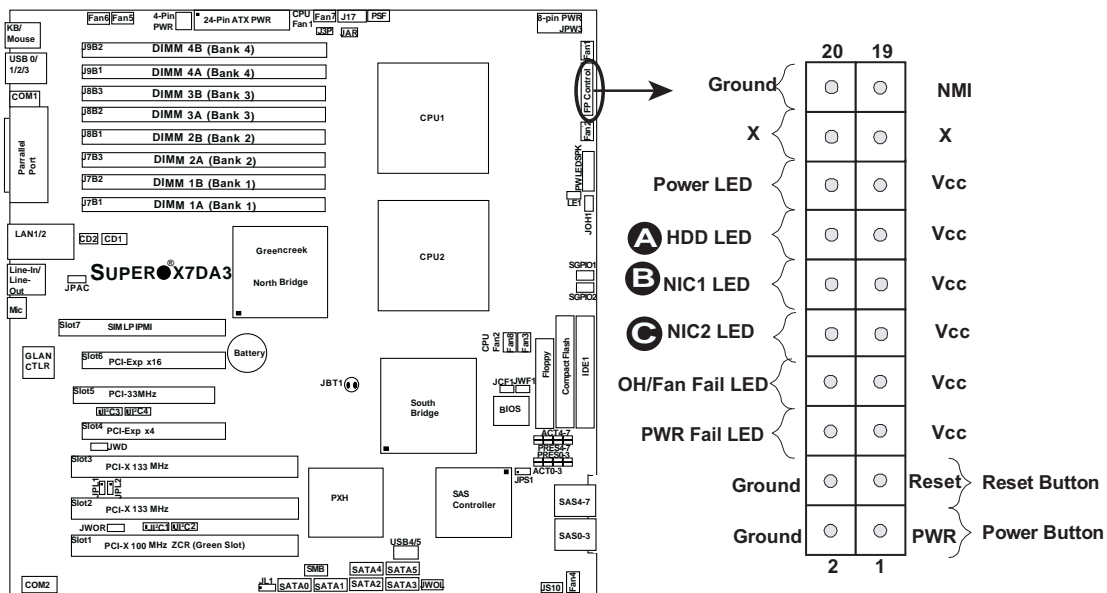 Fan6 Fan5
4-Pin
PWR
24-Pin ATX PWR
CPU
Fan1
Fan7
J17
PSF
J3P
JAR
8-pin PWR
JPW3
KB/
Mouse
USB 0/
1/2/3
COM1
Parrallel
Port
J9B2 DIMM 4B (Bank 4)
J9B1 DIMM 4A (Bank 4)
J8B3 DIMM 3B (Bank 3)
J8B2 DIMM 3A (Bank 3)
J8B1 DIMM 2B (Bank 2)
J7B3 DIMM 2A (Bank 2)
J7B2 DIMM 1B (Bank 1)
J7B1 DIMM 1A (Bank 1)
CPU1
Fan1
FP Control
Fan2
PWLEDSPK
LE1
JOH1
LAN1/2
CD2 CD1
Line-In/
Line-
Out
Mic
JPAC
SUPER ® X7DA3
Greencreek
North Bridge
CPU2
SGPIO1
SGPIO2
Slot7 SIMLP IPMI
GLAN
CTLR
Slot6 PCI-Exp x16
Battery
Slot5 PCI-33MHz
JI²C3 JI²C4
Slot4 PCI-Exp x4
JWD
JBT1
South
Bridge
CPU
Fan2
Fan8
Fan3
JCF1 JWF1
BIOS
Floppy
Compact Flash
IDE1
ACT4-7
PRES4-7
PRES0-3
ACT0-3
JPS1
Slot3 PCI-X 133 MHz
JPL1
JPL2
Slot2 PCI-X 133 MHz
JWOR
JI²C1 JI²C2
Slot1 PCI-X 100 MHz ZCR (Green Slot)
PXH
SAS
Controller
SAS4-7
SAS0-3
USB4/5
COM2
JL1
SMB
SATA0 SATA1
SATA4 SATA5
SATA2 SATA3
JWOL
JS10
Fan4
20 19
Ground NMI
X X
Power LED Vcc
A HDD LED Vcc
B NIC1 LED Vcc
C NIC2 LED Vcc
OH/Fan Fail LED Vcc
PWR Fail LED Vcc
Ground Reset Reset Button
Ground PWR Power Button
2 1